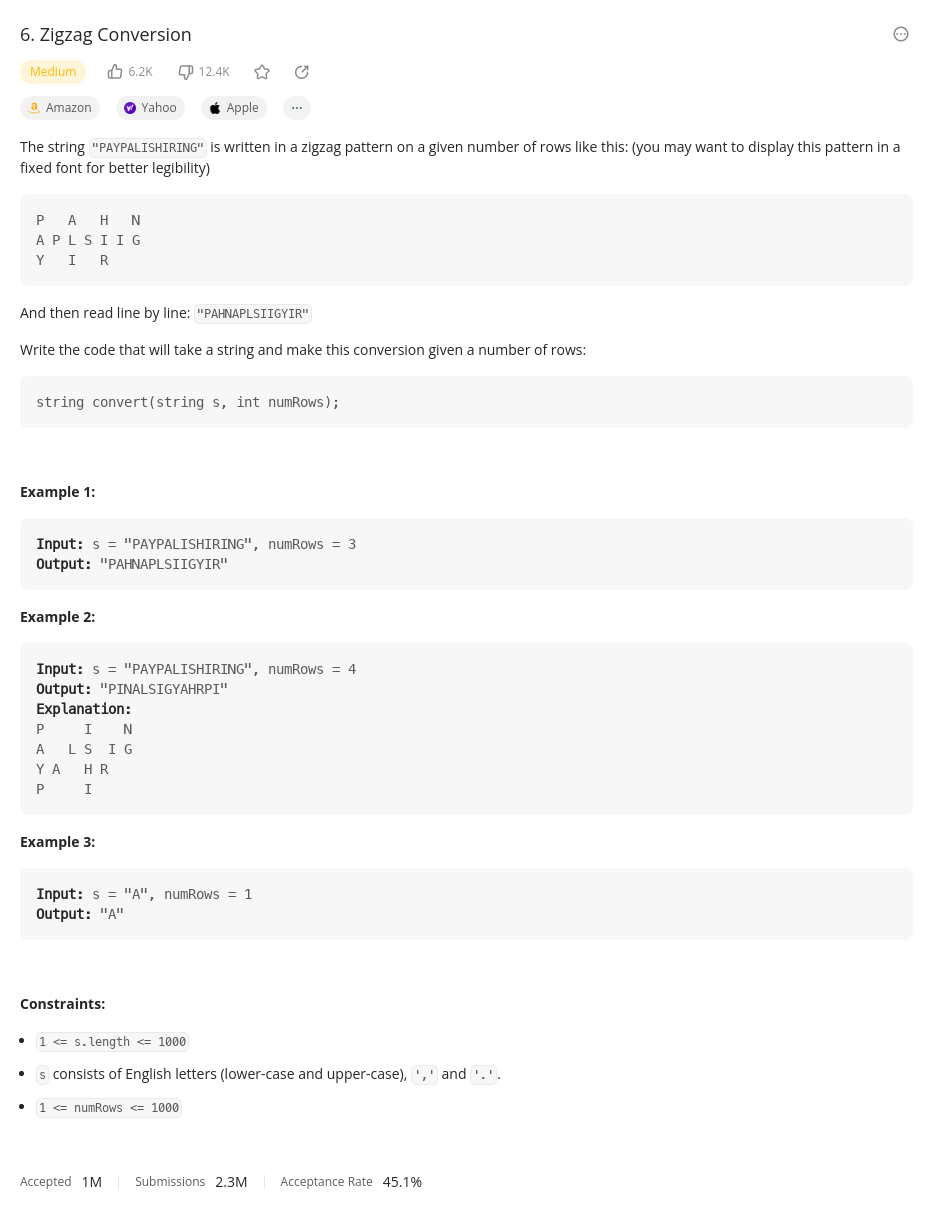 6. Zigzag Conversion
Medium 6.2K 12.4K
Amazon Yahoo Apple ...
The string "PAYPALISHIRING" is written in a zigzag pattern on a given number of rows like this: (you may want to display this pattern in a
fixed font for better legibility)
P   A   H   N
A P L S I I G
Y   I   R
And then read line by line: "PAHNAPLSIIGYIR"
Write the code that will take a string and make this conversion given a number of rows:
string convert(string s, int numRows);
Example 1:
Input: s = "PAYPALISHIRING", numRows = 3
Output: "PAHNAPLSIIGYIR"
Example 2:
Input: s = "PAYPALISHIRING", numRows = 4
Output: "PINALSIGYAHRPI"
Explanation:
P     I    N
A   L S  I G
Y A   H R
P     I
Example 3:
Input: s = "A", numRows = 1
Output: "A"
Constraints:
• 1 <= s.length <= 1000
• s consists of English letters (lower-case and upper-case), ',' and '.'.
• 1 <= numRows <= 1000
Accepted 1M Submissions 2.3M Acceptance Rate 45.1%